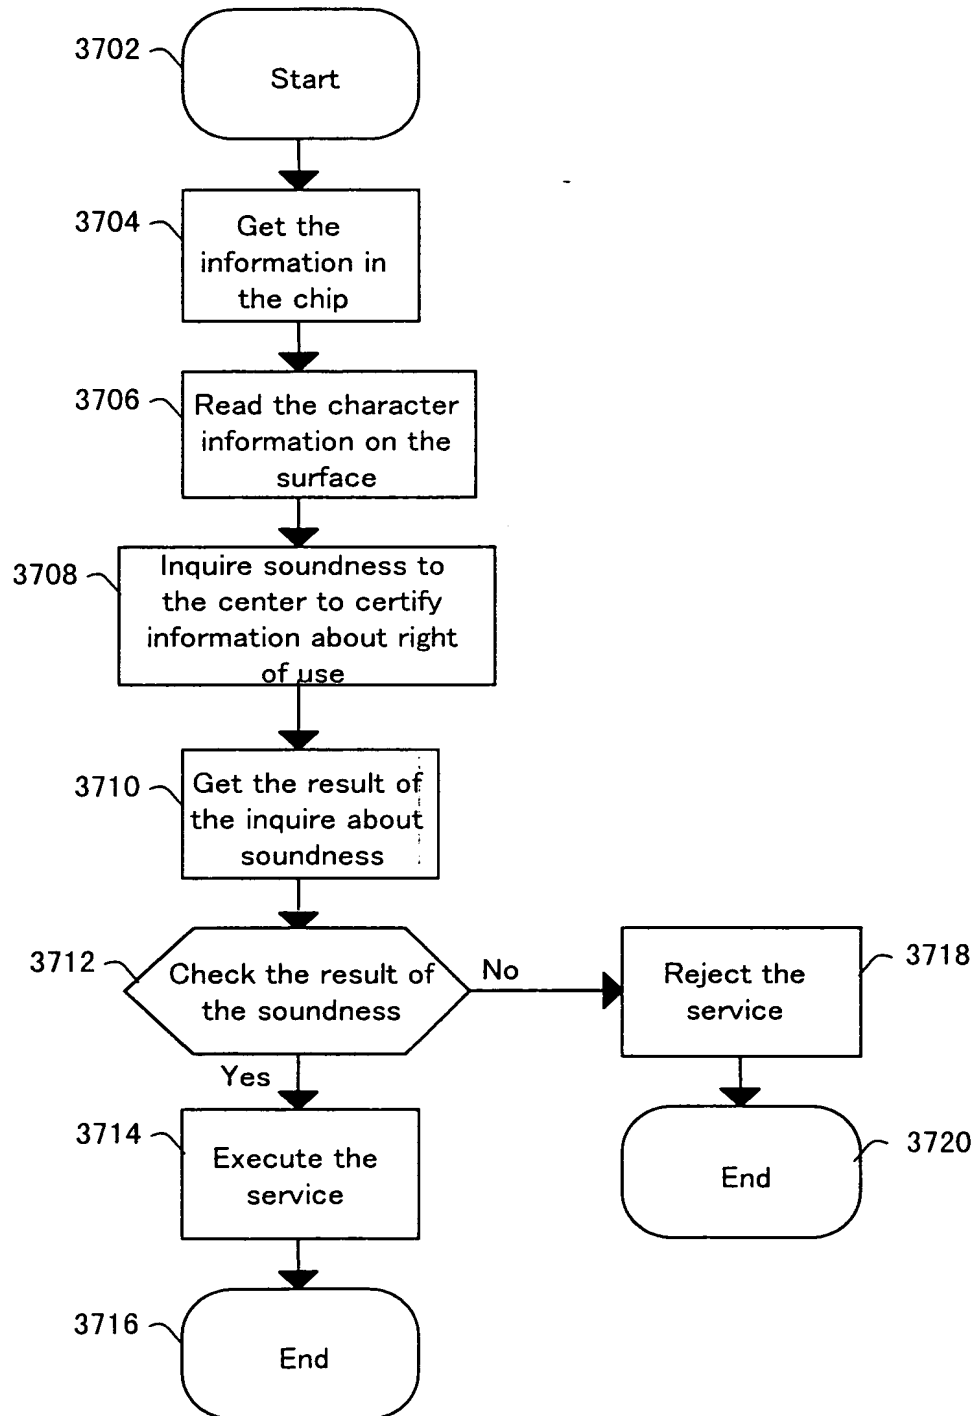 3702
Start
3704
Get the
information in
the chip
3706
Read the character
information on the
surface
3708
Inquire soundness to
the center to certify
information about right
of use
3710
Get the result of
the inquire about
soundness
3712
Check the result of
the soundness
No
Reject the
service
3718
Yes
3714
Execute the
service
End
3720
3716
End